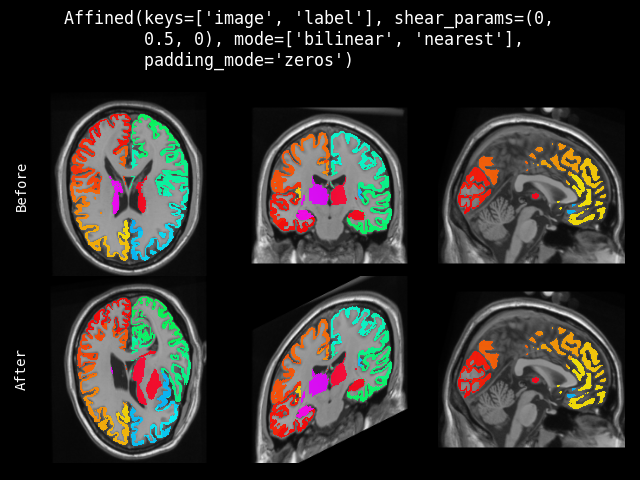 Affined(keys=['image', 'label'], shear_params=(0,
0.5, 0), mode=['bilinear', 'nearest'],
padding_mode='zeros')
Before
After